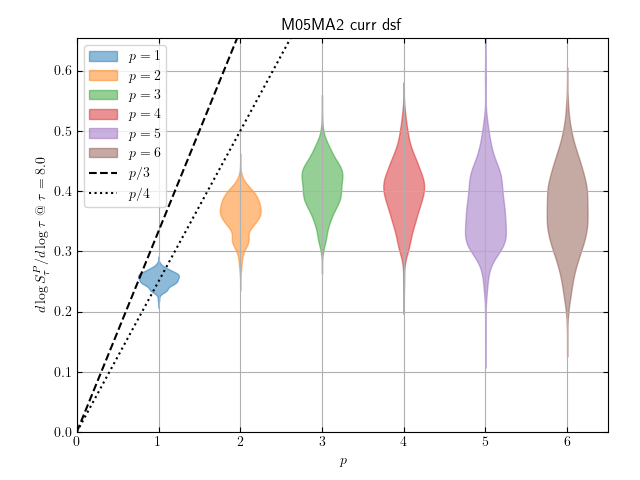 M05MA2 curr dsf
p = 1
p = 2
p = 3
p = 4
p = 5
p = 6
p/3
p/4
d log S_τ^P / d log τ @ τ = 8.0
0.6
0.5
0.4
0.3
0.2
0.1
0.0
0 1 2 3 4 5 6
p